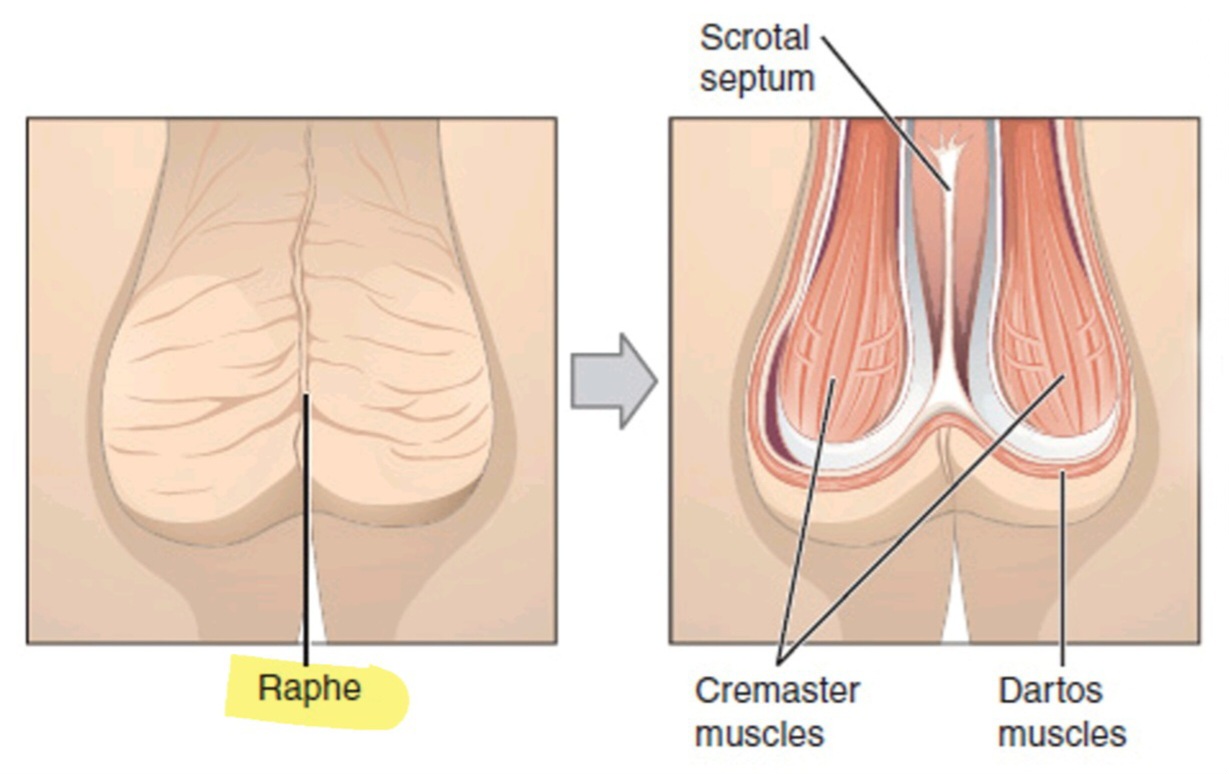 Scrotal
septum
Raphe
Cremaster
muscles
Dartos
muscles